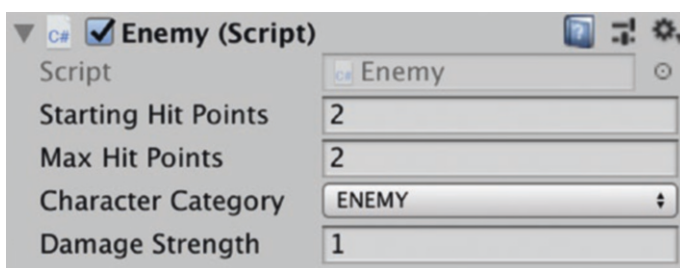 C# Enemy (Script)
Script C# Enemy
Starting Hit Points 2
Max Hit Points 2
Character Category ENEMY
Damage Strength 1